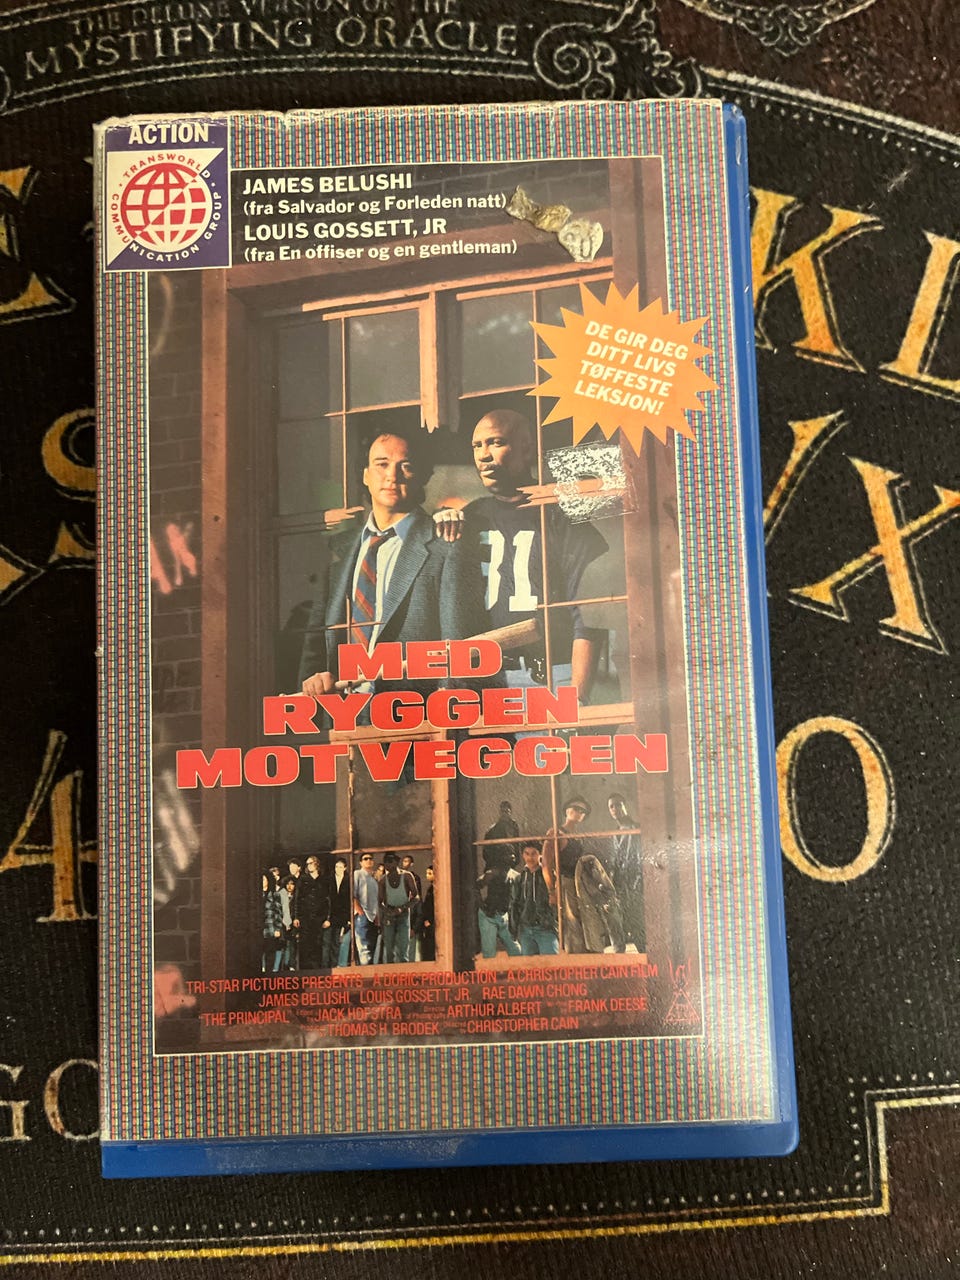 THE DELUXE VERSION OF THE
MYSTIFYING ORACLE
ACTION
TRANSWORLD
COMMUNICATION GROUP
JAMES BELUSHI
(fra Salvador og Forleden natt)
LOUIS GOSSETT, JR
(fra En offiser og en gentleman)
DE GIR DEG
DITT LIVS
TØFFESTE
LEKSJON!
31
MED
RYGGEN
MOT VEGGEN
TRI-STAR PICTURES PRESENTS A DORIC PRODUCTION A CHRISTOPHER CAIN FILM
JAMES BELUSHI LOUIS GOSSETT, JR. RAE DAWN CHONG
"THE PRINCIPAL" JACK HOFSTRA ARTHUR ALBERT FRANK DEESE
THOMAS H. BRODEK CHRISTOPHER CAIN
K L
S
V X
4
0
GO